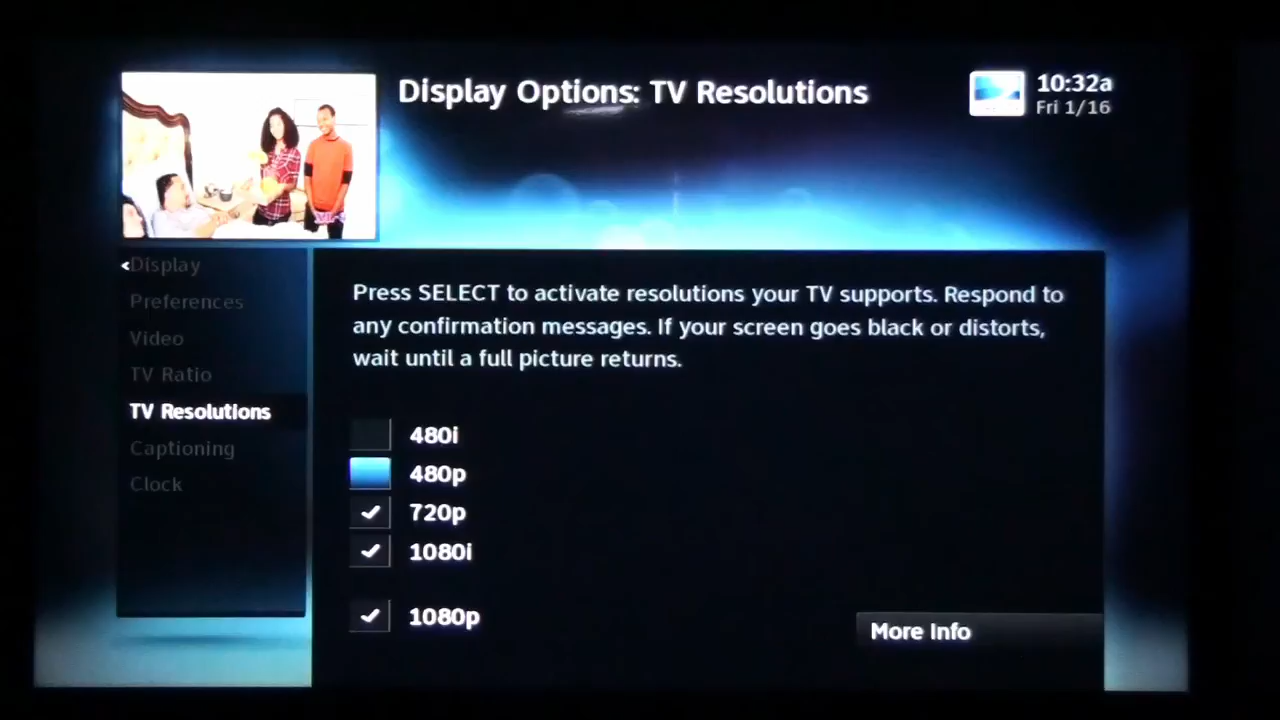 Display Options: TV Resolutions
10:32a
Fri 1/16
Display
Preferences
Video
TV Ratio
TV Resolutions
Captioning
Clock
Press SELECT to activate resolutions your TV supports. Respond to
any confirmation messages. If your screen goes black or distorts,
wait until a full picture returns.
480i
480p
720p
1080i
1080p
More Info